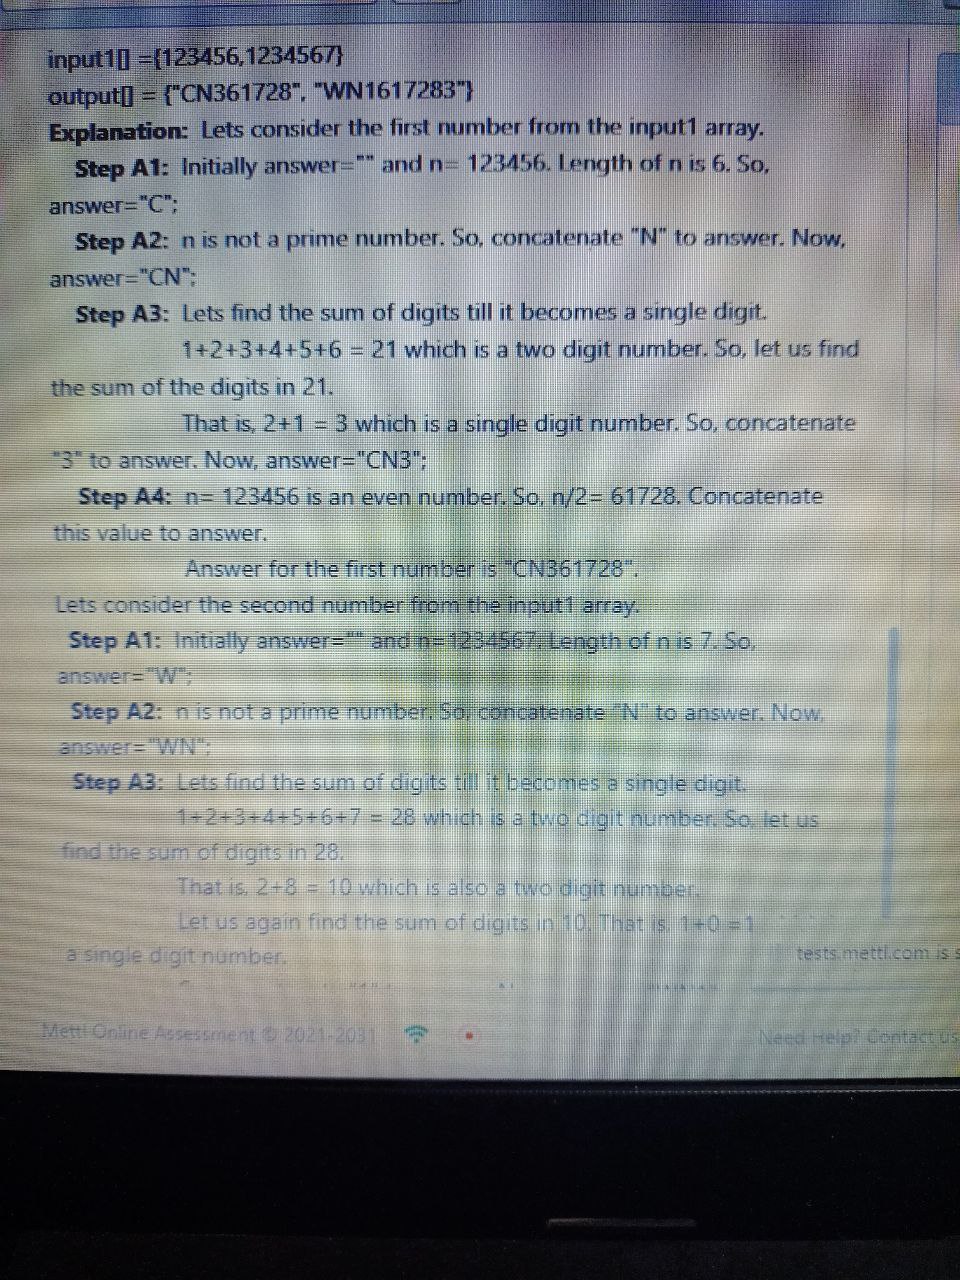 input1[] ={123456,1234567}
output[] = {"CN361728", "WN1617283"}
Explanation: Lets consider the first number from the input1 array.
Step A1: Initially answer="" and n= 123456. Length of n is 6. So,
answer="C";
Step A2: n is not a prime number. So, concatenate "N" to answer. Now,
answer="CN";
Step A3: Lets find the sum of digits till it becomes a single digit.
1+2+3+4+5+6 = 21 which is a two digit number. So, let us find
the sum of the digits in 21.
That is, 2+1 = 3 which is a single digit number. So, concatenate
"3" to answer. Now, answer="CN3";
Step A4: n= 123456 is an even number. So, n/2= 61728. Concatenate
this value to answer.
Answer for the first number is "CN361728".
Lets consider the second number from the input1 array.
Step A1: Initially answer="" and n=1234567. Length of n is 7. So,
answer="W";
Step A2: n is not a prime number. So, concatenate "N" to answer. Now,
answer="WN";
Step A3: Lets find the sum of digits till it becomes a single digit.
1+2+3+4+5+6+7 = 28 which is a two digit number. So, let us
find the sum of digits in 28.
That is, 2+8 = 10 which is also a two digit number.
Let us again find the sum of digits in 10. That is, 1+0 =1
a single digit number.
tests.mettl.com is
Mettl Online Assessment © 2021-2031
Need Help? Contact us